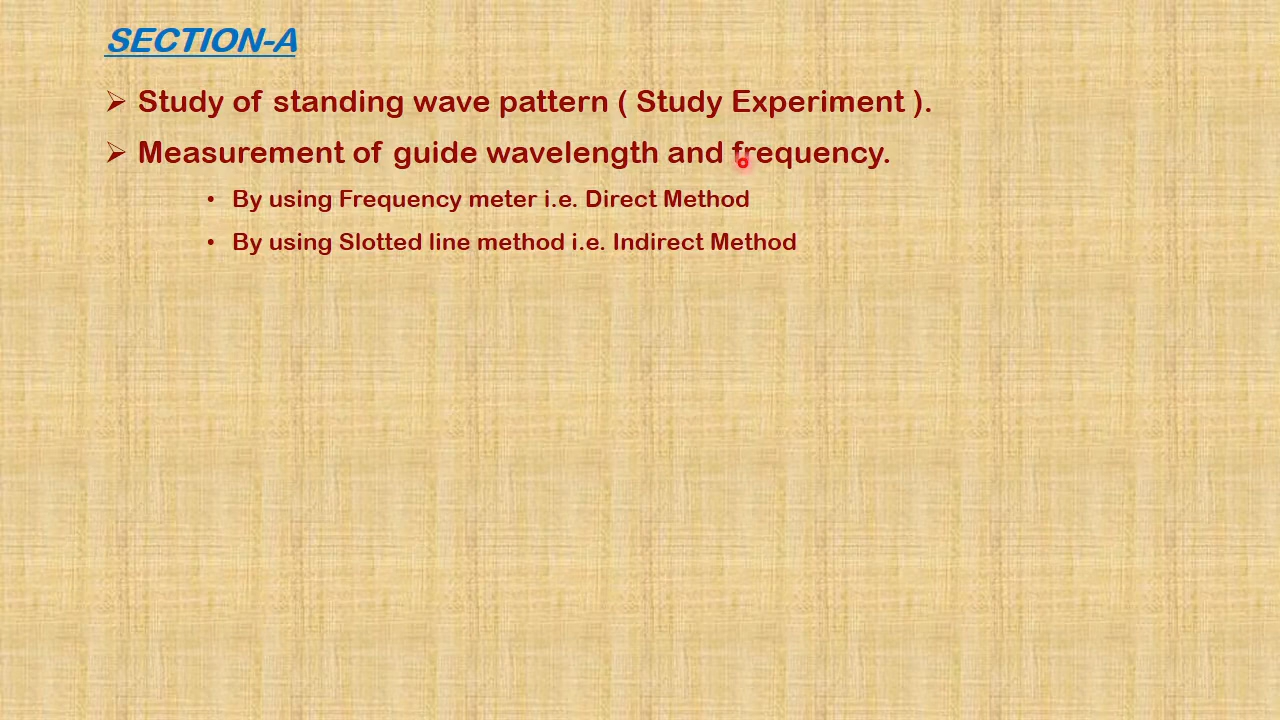 SECTION-A
➢ Study of standing wave pattern ( Study Experiment ).
➢ Measurement of guide wavelength and frequency.
• By using Frequency meter i.e. Direct Method
• By using Slotted line method i.e. Indirect Method